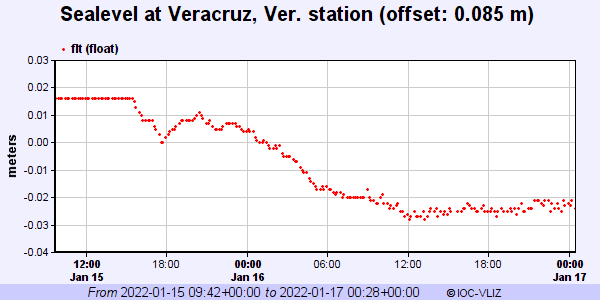 Sealevel at Veracruz, Ver. station (offset: 0.085 m)
flt (float)
0.03
0.02
0.01
0.00
-0.01
-0.02
-0.03
-0.04
meters
12:00 18:00 00:00 06:00 12:00 18:00 00:00
Jan 15 Jan 16 Jan 17
From 2022-01-15 09:42+00:00 to 2022-01-17 00:28+00:00 © IOC-VLIZ